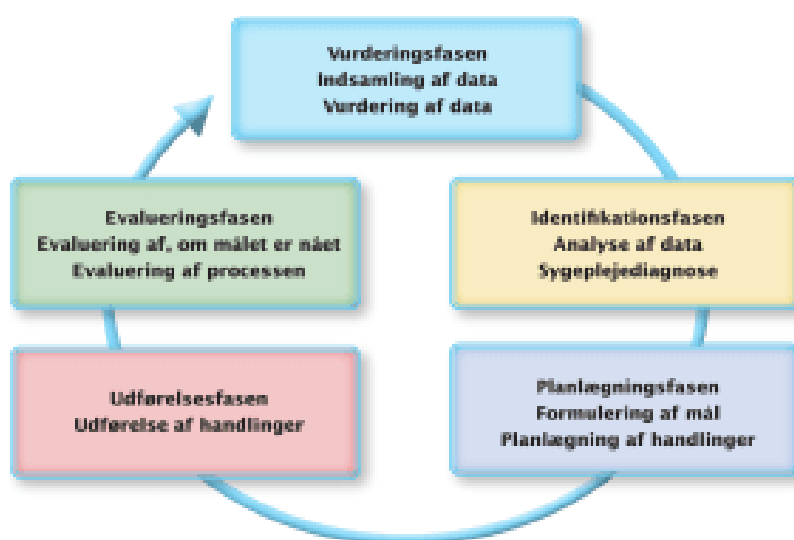 Vurderingsfasen
Indsamling af data
Vurdering af data
Identifikationsfasen
Analyse af data
Sygeplejediagnose
Planlægningsfasen
Formulering af mål
Planlægning af handlinger
Udførelsesfasen
Udførelse af handlinger
Evalueringsfasen
Evaluering af, om målet er nået
Evaluering af processen